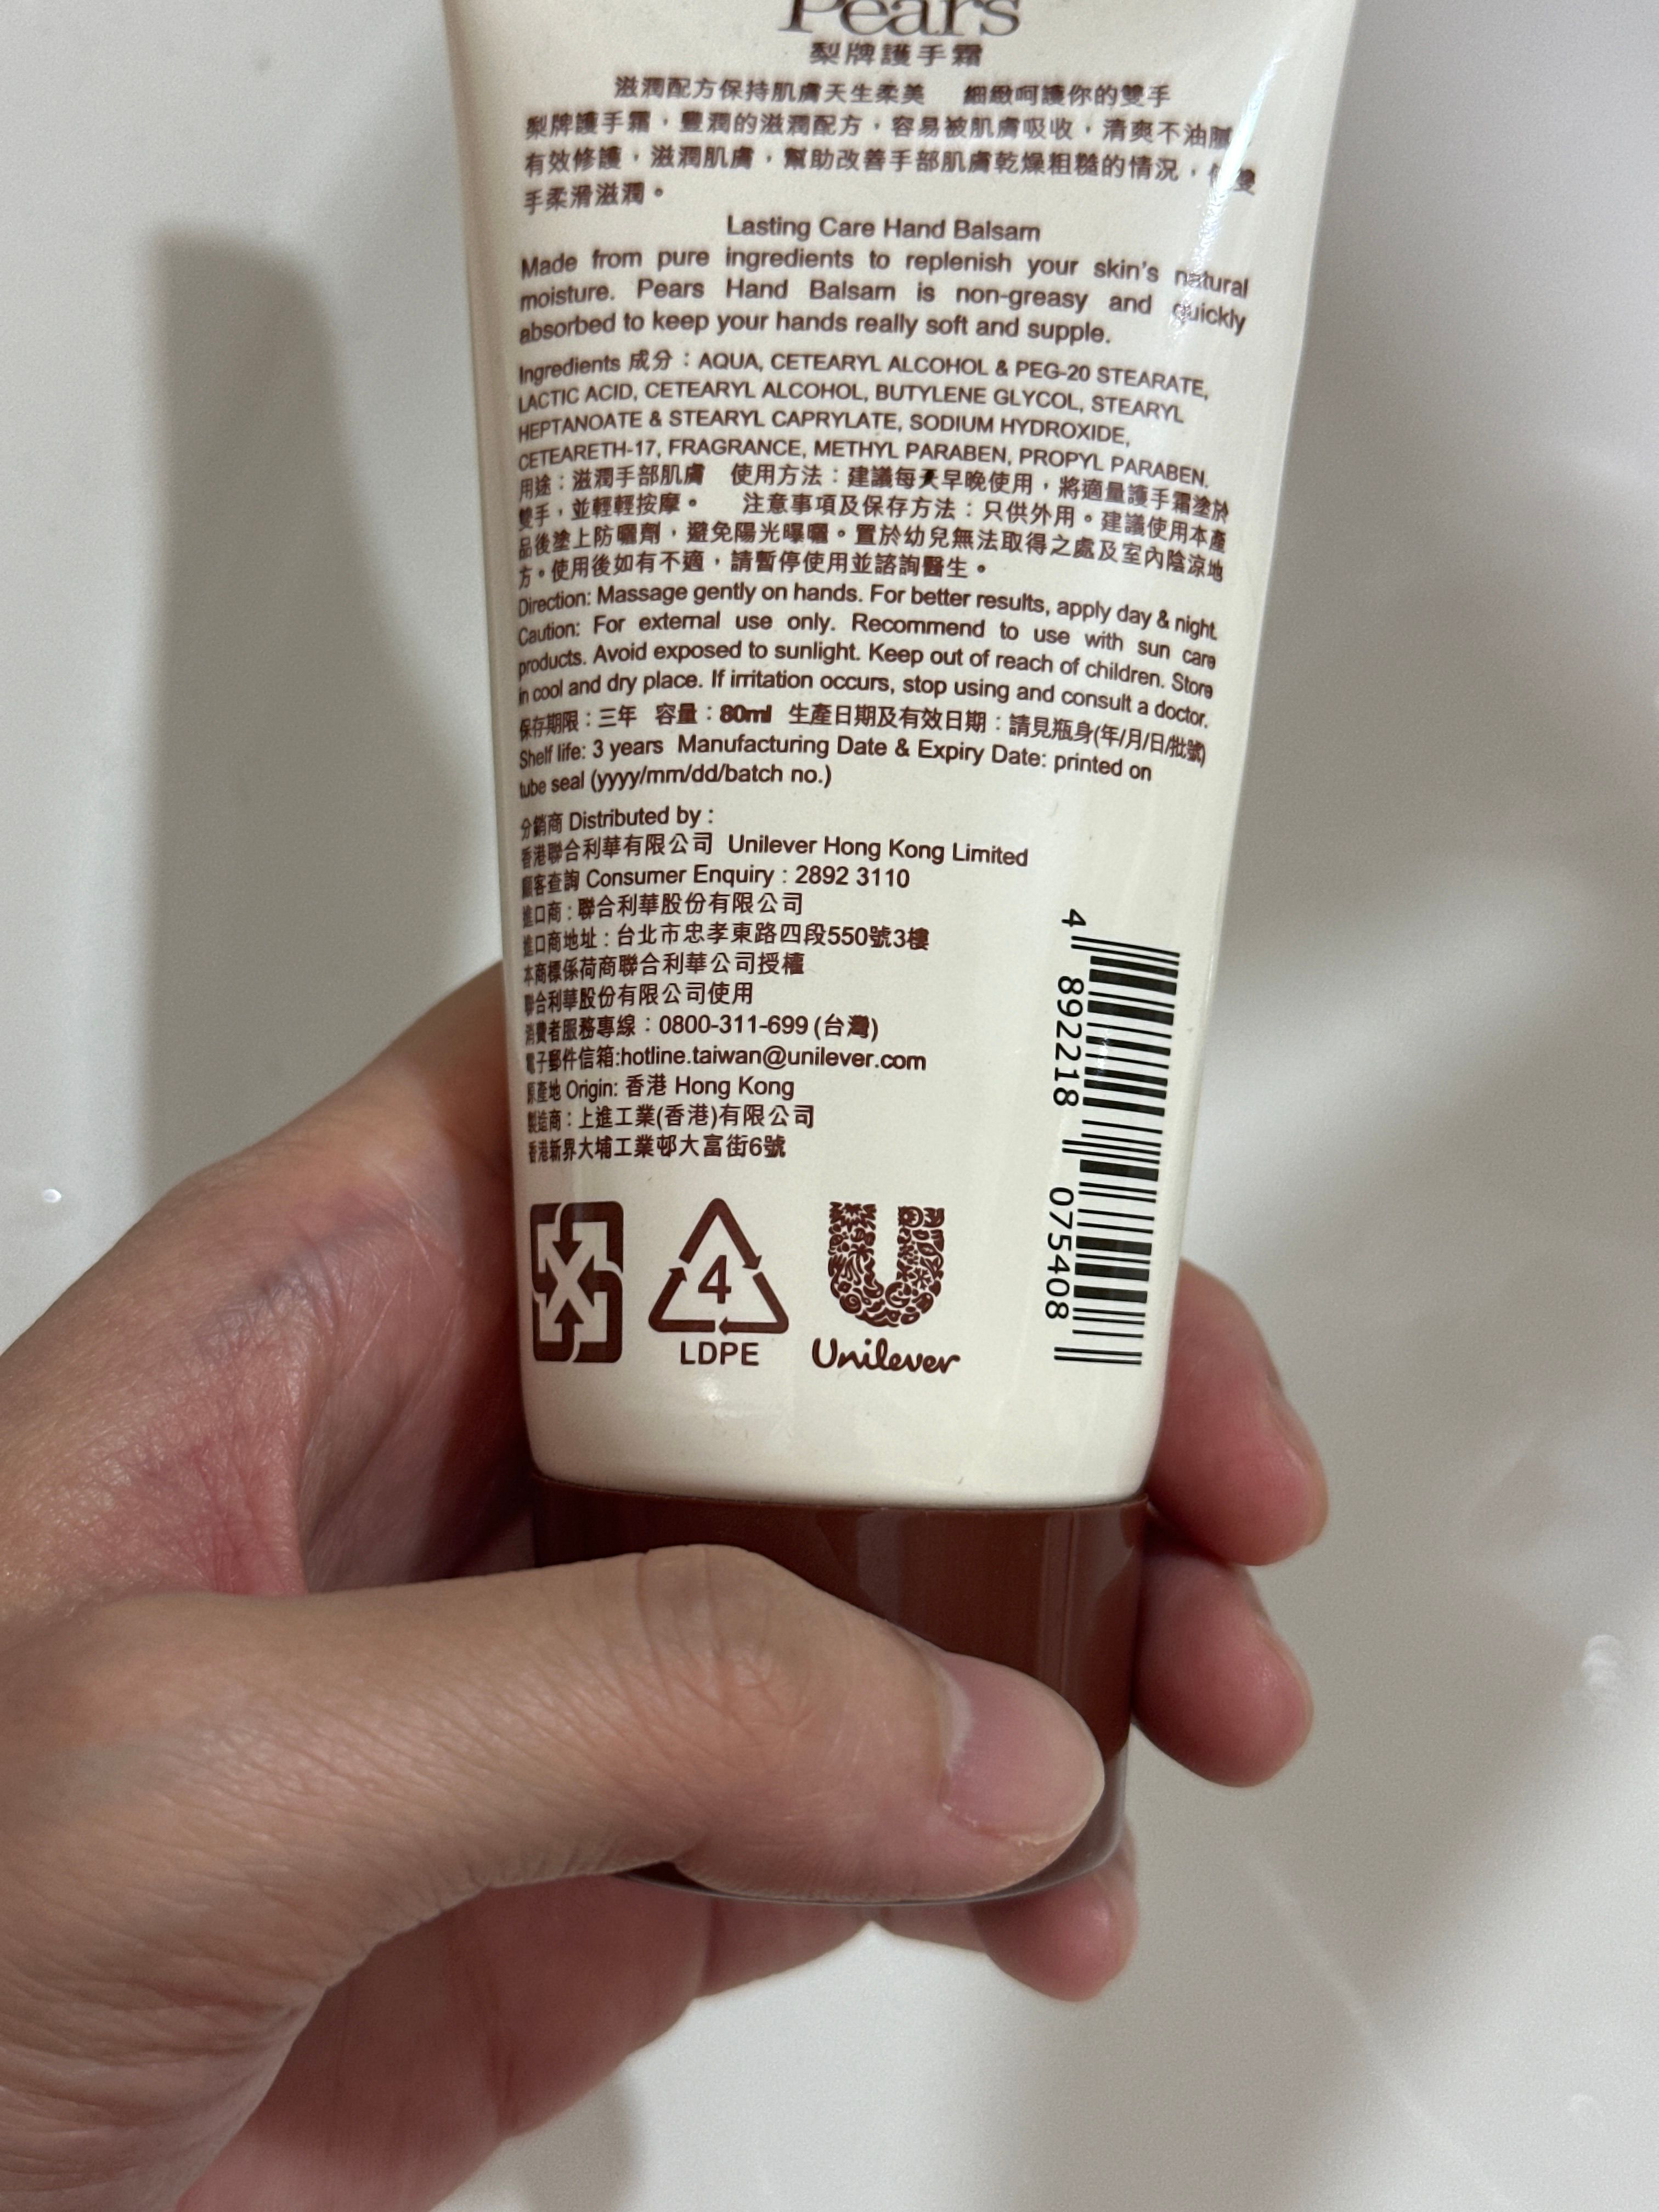 Pears
梨牌護手霜
滋潤配方保持肌膚天生柔美 細緻呵護你的雙手
梨牌護手霜，豐潤的滋潤配方，容易被肌膚吸收，清爽不油膩
有效修護，滋潤肌膚，幫助改善手部肌膚乾燥粗糙的情況，使雙
手柔滑滋潤。
Lasting Care Hand Balsam
Made from pure ingredients to replenish your skin's natural
moisture. Pears Hand Balsam is non-greasy and quickly
absorbed to keep your hands really soft and supple.
Ingredients 成分：AQUA, CETEARYL ALCOHOL & PEG-20 STEARATE,
LACTIC ACID, CETEARYL ALCOHOL, BUTYLENE GLYCOL, STEARYL
HEPTANOATE & STEARYL CAPRYLATE, SODIUM HYDROXIDE,
CETEARETH-17, FRAGRANCE, METHYL PARABEN, PROPYL PARABEN.
用途：滋潤手部肌膚 使用方法：建議每天早晚使用，將適量護手霜塗於
雙手，並輕輕按摩。 注意事項及保存方法：只供外用。建議使用本產
品後塗上防曬劑，避免陽光曝曬。置於幼兒無法取得之處及室內陰涼地
方。使用後如有不適，請暫停使用並諮詢醫生。
Direction: Massage gently on hands. For better results, apply day & night.
Caution: For external use only. Recommend to use with sun care
products. Avoid exposed to sunlight. Keep out of reach of children. Store
in cool and dry place. If irritation occurs, stop using and consult a doctor.
保存期限：三年 容量：80ml 生產日期及有效日期：請見瓶身(年/月/日/批號)
Shelf life: 3 years Manufacturing Date & Expiry Date: printed on
tube seal (yyyy/mm/dd/batch no.)
分銷商 Distributed by :
香港聯合利華有限公司 Unilever Hong Kong Limited
顧客查詢 Consumer Enquiry : 2892 3110
進口商 : 聯合利華股份有限公司
進口商地址 : 台北市忠孝東路四段550號3樓
本商標係荷商聯合利華公司授權
聯合利華股份有限公司使用
消費者服務專線：0800-311-699 (台灣)
電子郵件信箱:hotline.taiwan@unilever.com
原產地 Origin: 香港 Hong Kong
製造商 : 上進工業(香港)有限公司
香港新界大埔工業邨大富街6號
4
LDPE
Unilever
4 892218 075408